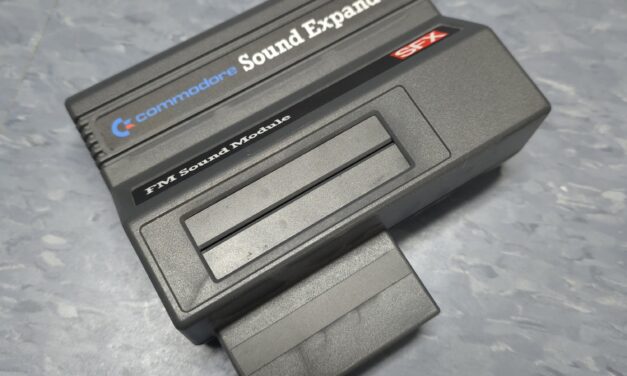 commodore Sound Expand
SFX
FM Sound Module